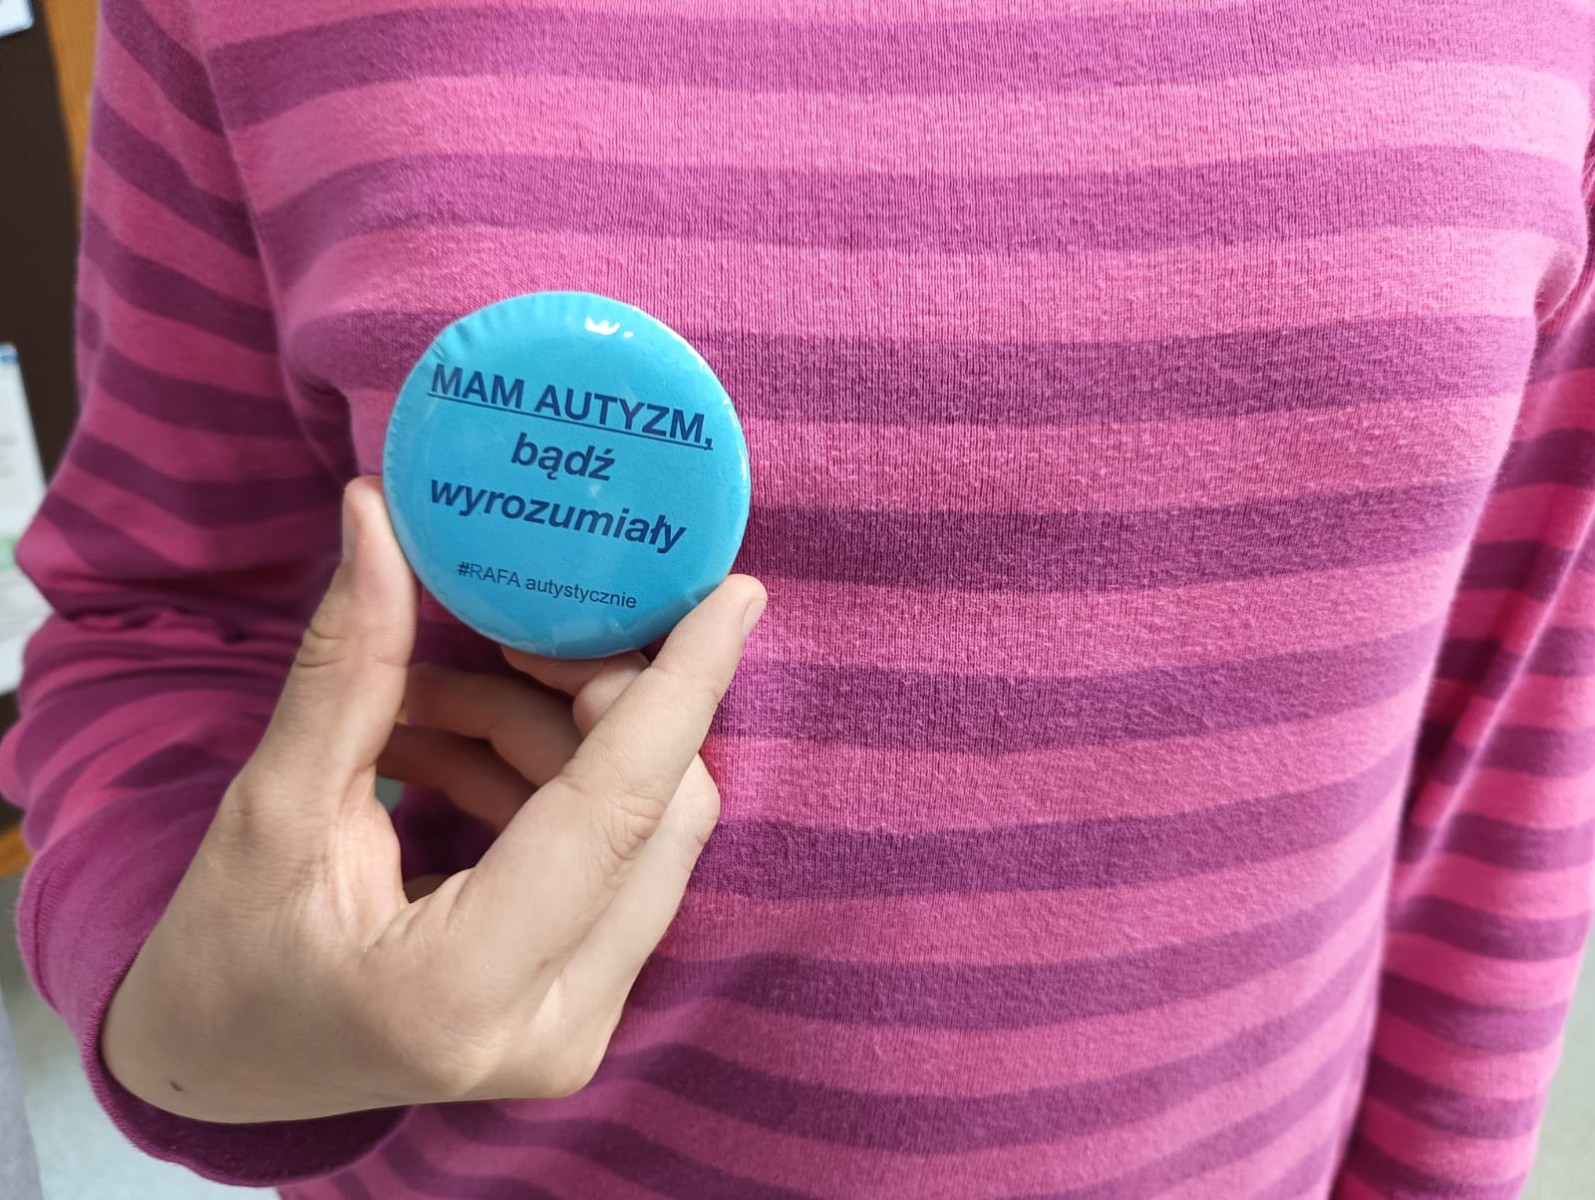 MAM AUTYZM,
bądź
wyrozumiały
#RAFA autystycznie